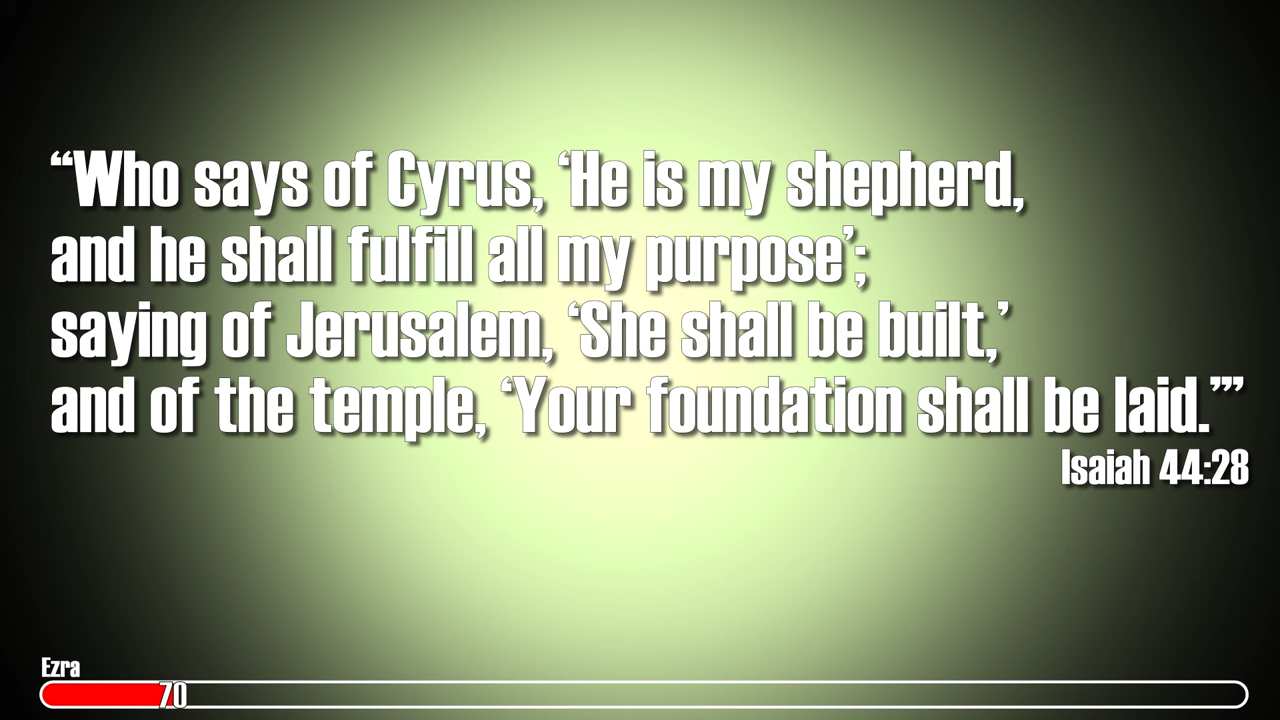 “Who says of Cyrus, ‘He is my shepherd,
and he shall fulfill all my purpose’;
saying of Jerusalem, ‘She shall be built,’
and of the temple, ‘Your foundation shall be laid.’”
Isaiah 44:28
Ezra
70